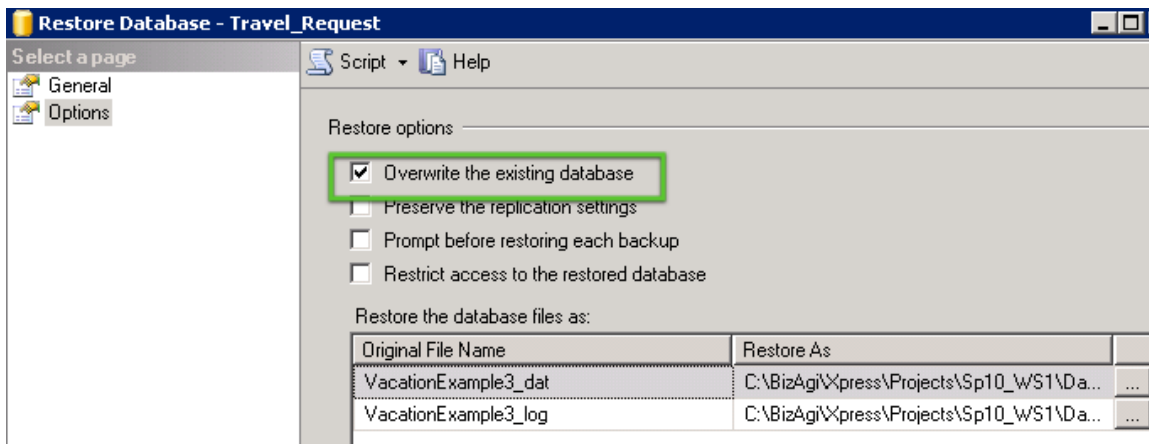 Restore Database - Travel_Request
Select a page
General
Options
Script Help
Restore options
Overwrite the existing database
Preserve the replication settings
Prompt before restoring each backup
Restrict access to the restored database
Restore the database files as:
Original File Name Restore As
VacationExample3_dat C:\BizAgi\Xpress\Projects\Sp10_WS1\Da... ...
VacationExample3_log C:\BizAgi\Xpress\Projects\Sp10_WS1\Da... ...